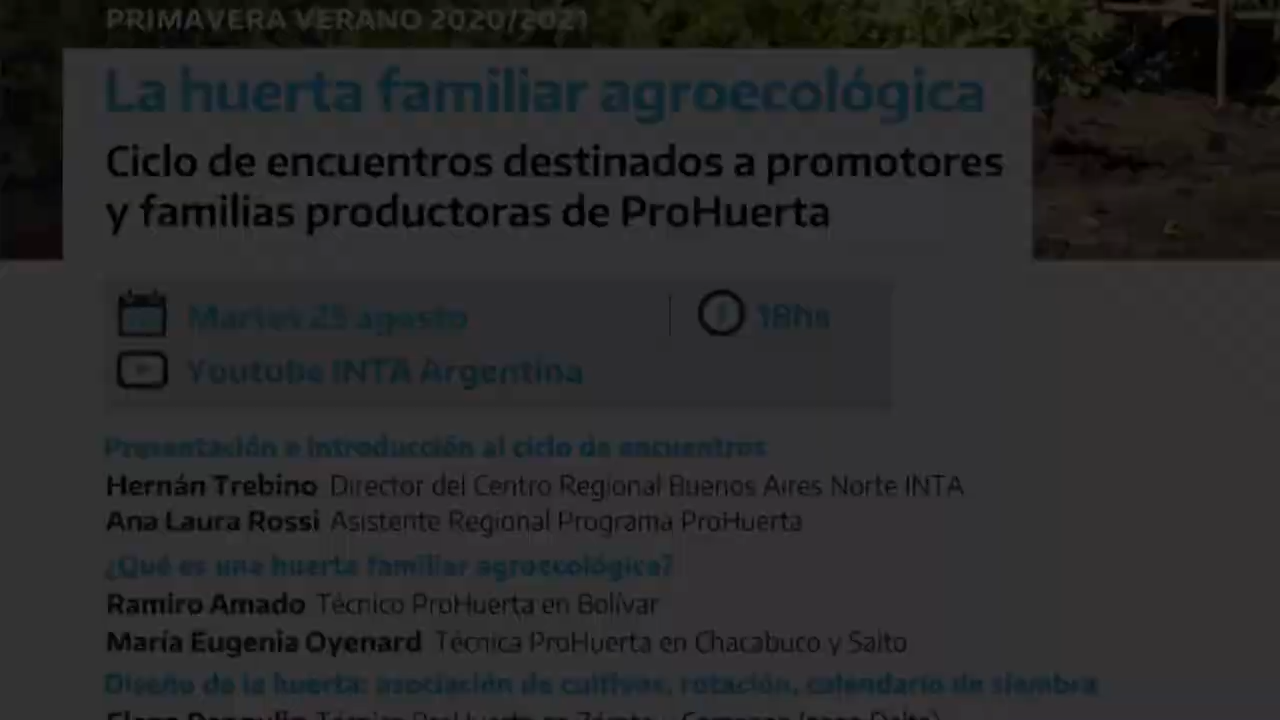 PRIMAVERA VERANO 2020/2021
La huerta familiar agroecológica
Ciclo de encuentros destinados a promotores
y familias productoras de ProHuerta
Martes 25 agosto
18hs
Youtube INTA Argentina
Presentación e introducción al ciclo de encuentros
Hernán Trebino Director del Centro Regional Buenos Aires Norte INTA
Ana Laura Rossi Asistente Regional Programa ProHuerta
¿Qué es una huerta familiar agroecológica?
Ramiro Amado Técnico ProHuerta en Bolívar
María Eugenia Oyenard Técnica ProHuerta en Chacabuco y Salto
Diseño de la huerta: asociación de cultivos, rotación, calendario de siembra